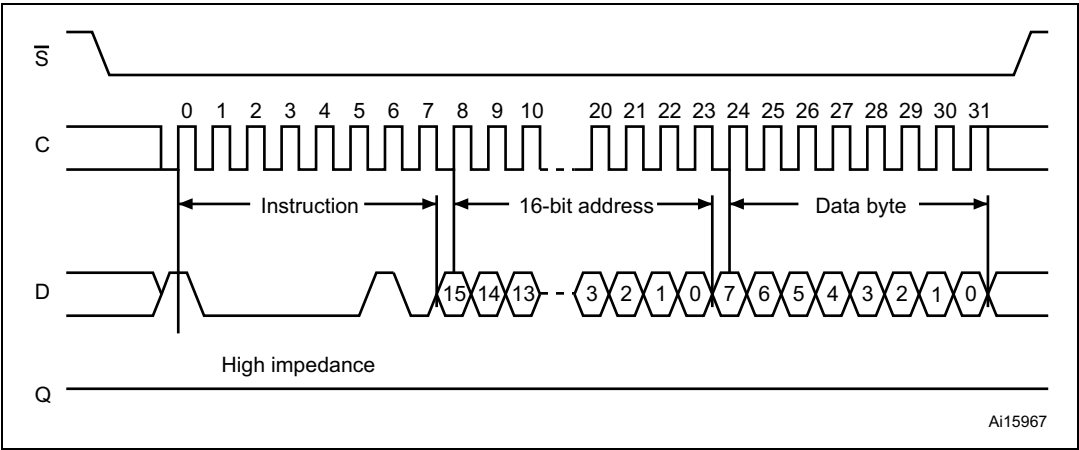 S̅
0 1 2 3 4 5 6 7 8 9 10 20 21 22 23 24 25 26 27 28 29 30 31
C
Instruction 16-bit address Data byte
D 15 14 13 3 2 1 0 7 6 5 4 3 2 1 0
High impedance
Q
Ai15967